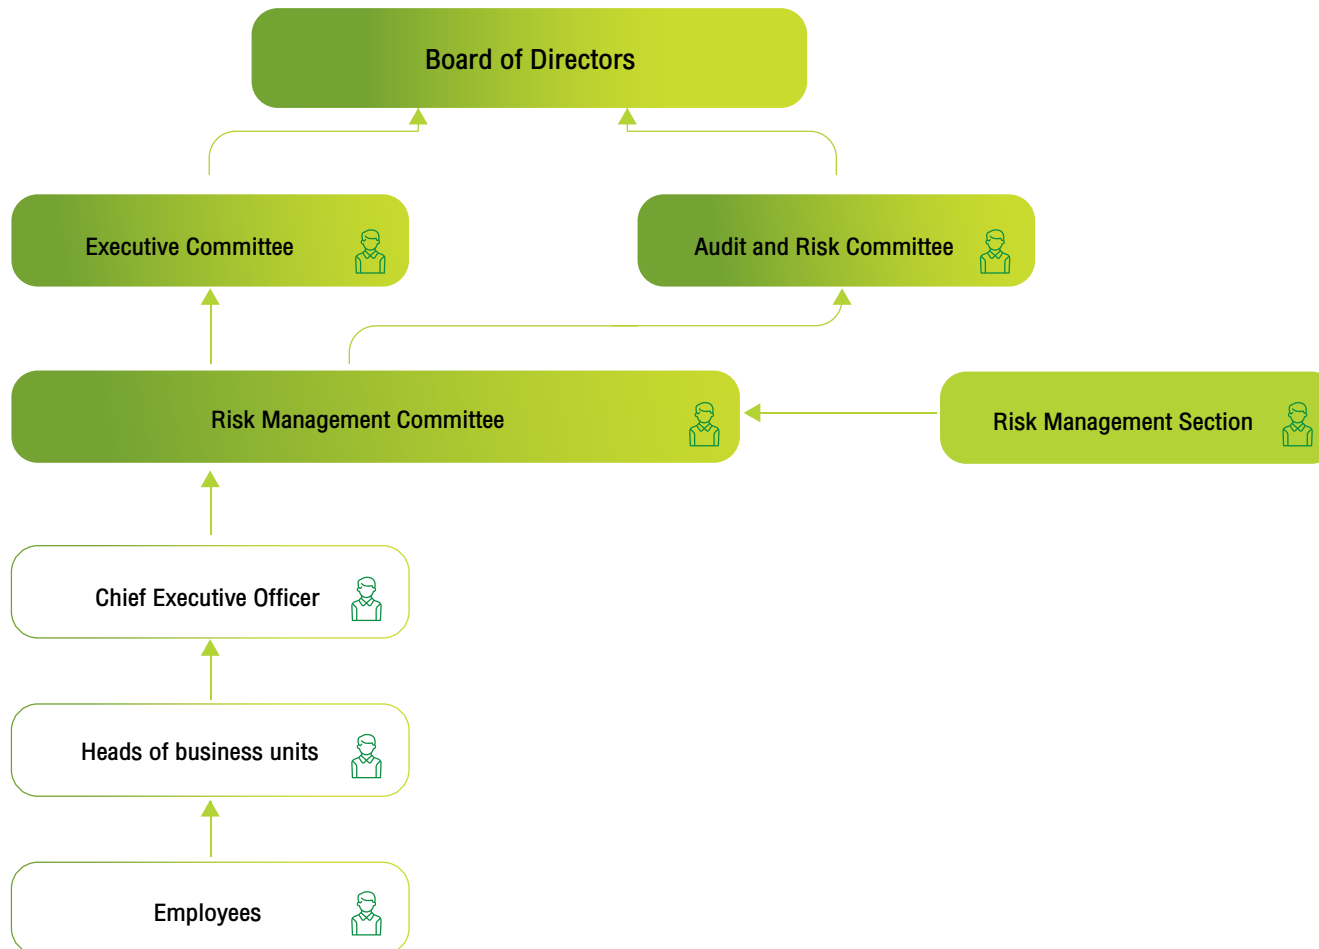 Board of Directors
Executive Committee
Audit and Risk Committee
Risk Management Committee
Risk Management Section
Chief Executive Officer
Heads of business units
Employees